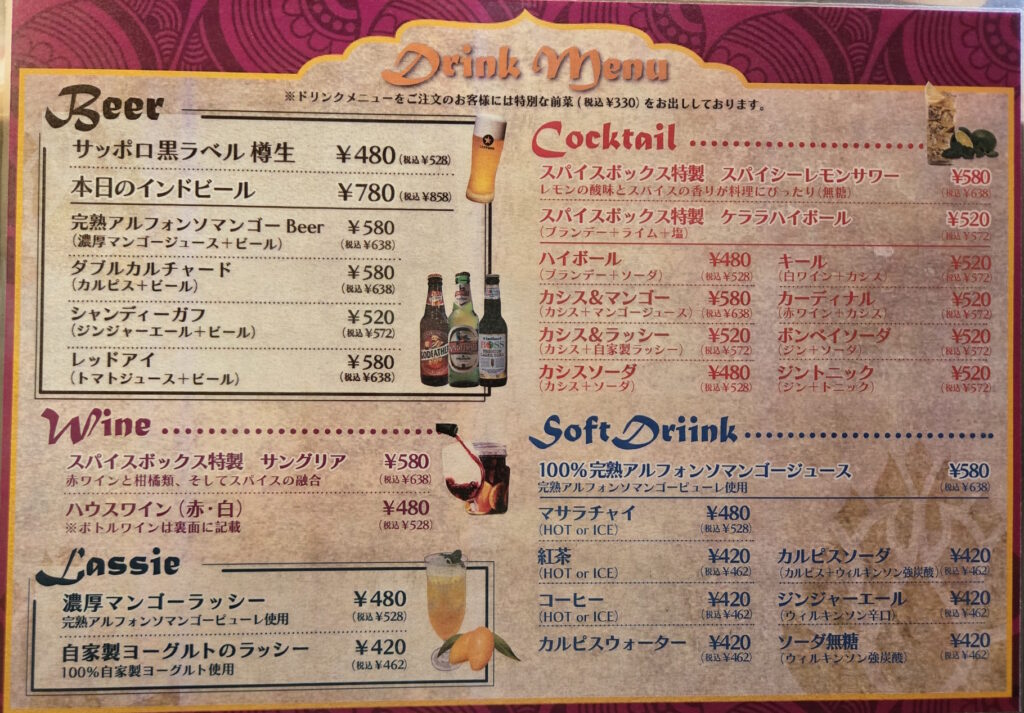 Drink Menu
※ドリンクメニューをご注文のお客様には特別な前菜(税込¥330)をお出ししております。
Beer
サッポロ黒ラベル 樽生 ¥480(税込¥528)
本日のインドビール ¥780(税込¥858)
完熟アルフォンソマンゴー Beer ¥580
(濃厚マンゴージュース+ビール) (税込¥638)
ダブルカルチャード ¥580
(カルピス+ビール) (税込¥638)
シャンディーガフ ¥520
(ジンジャーエール+ビール) (税込¥572)
レッドアイ ¥580
(トマトジュース+ビール) (税込¥638)
GODFATHER
Wine
スパイスボックス特製 サングリア ¥580
赤ワインと柑橘類、そしてスパイスの融合 (税込¥638)
ハウスワイン(赤・白) ¥480
※ボトルワインは裏面に記載 (税込¥528)
Lassie
濃厚マンゴーラッシー ¥480
完熟アルフォンソマンゴーピューレ使用 (税込¥528)
自家製ヨーグルトのラッシー ¥420
100%自家製ヨーグルト使用 (税込¥462)
Cocktail
スパイスボックス特製 スパイシーレモンサワー ¥580
レモンの酸味とスパイスの香りが料理にぴったり(無糖) (税込¥638)
スパイスボックス特製 ケララハイボール ¥520
(ブランデー+ライム+塩) (税込¥572)
ハイボール ¥480 キール ¥520
(ブランデー+ソーダ) (税込¥528) (白ワイン+カシス) (税込¥572)
カシス&マンゴー ¥580 カーディナル ¥520
(カシス+マンゴージュース) (税込¥638) (赤ワイン+カシス) (税込¥572)
カシス&ラッシー ¥520 ボンベイソーダ ¥520
(カシス+自家製ラッシー) (税込¥572) (ジン+ソーダ) (税込¥572)
カシスソーダ ¥480 ジントニック ¥520
(カシス+ソーダ) (税込¥528) (ジン+トニック) (税込¥572)
Soft Driink
100%完熟アルフォンソマンゴージュース ¥580
完熟アルフォンソマンゴーピューレ使用 (税込¥638)
マサラチャイ ¥480
(HOT or ICE) (税込¥528)
紅茶 ¥420 カルピスソーダ ¥420
(HOT or ICE) (税込¥462) (カルピス+ウィルキンソン強炭酸) (税込¥462)
コーヒー ¥420 ジンジャーエール ¥420
(HOT or ICE) (税込¥462) (ウィルキンソン辛口) (税込¥462)
カルピスウォーター ¥420 ソーダ無糖 ¥420
(税込¥462) (ウィルキンソン強炭酸) (税込¥462)